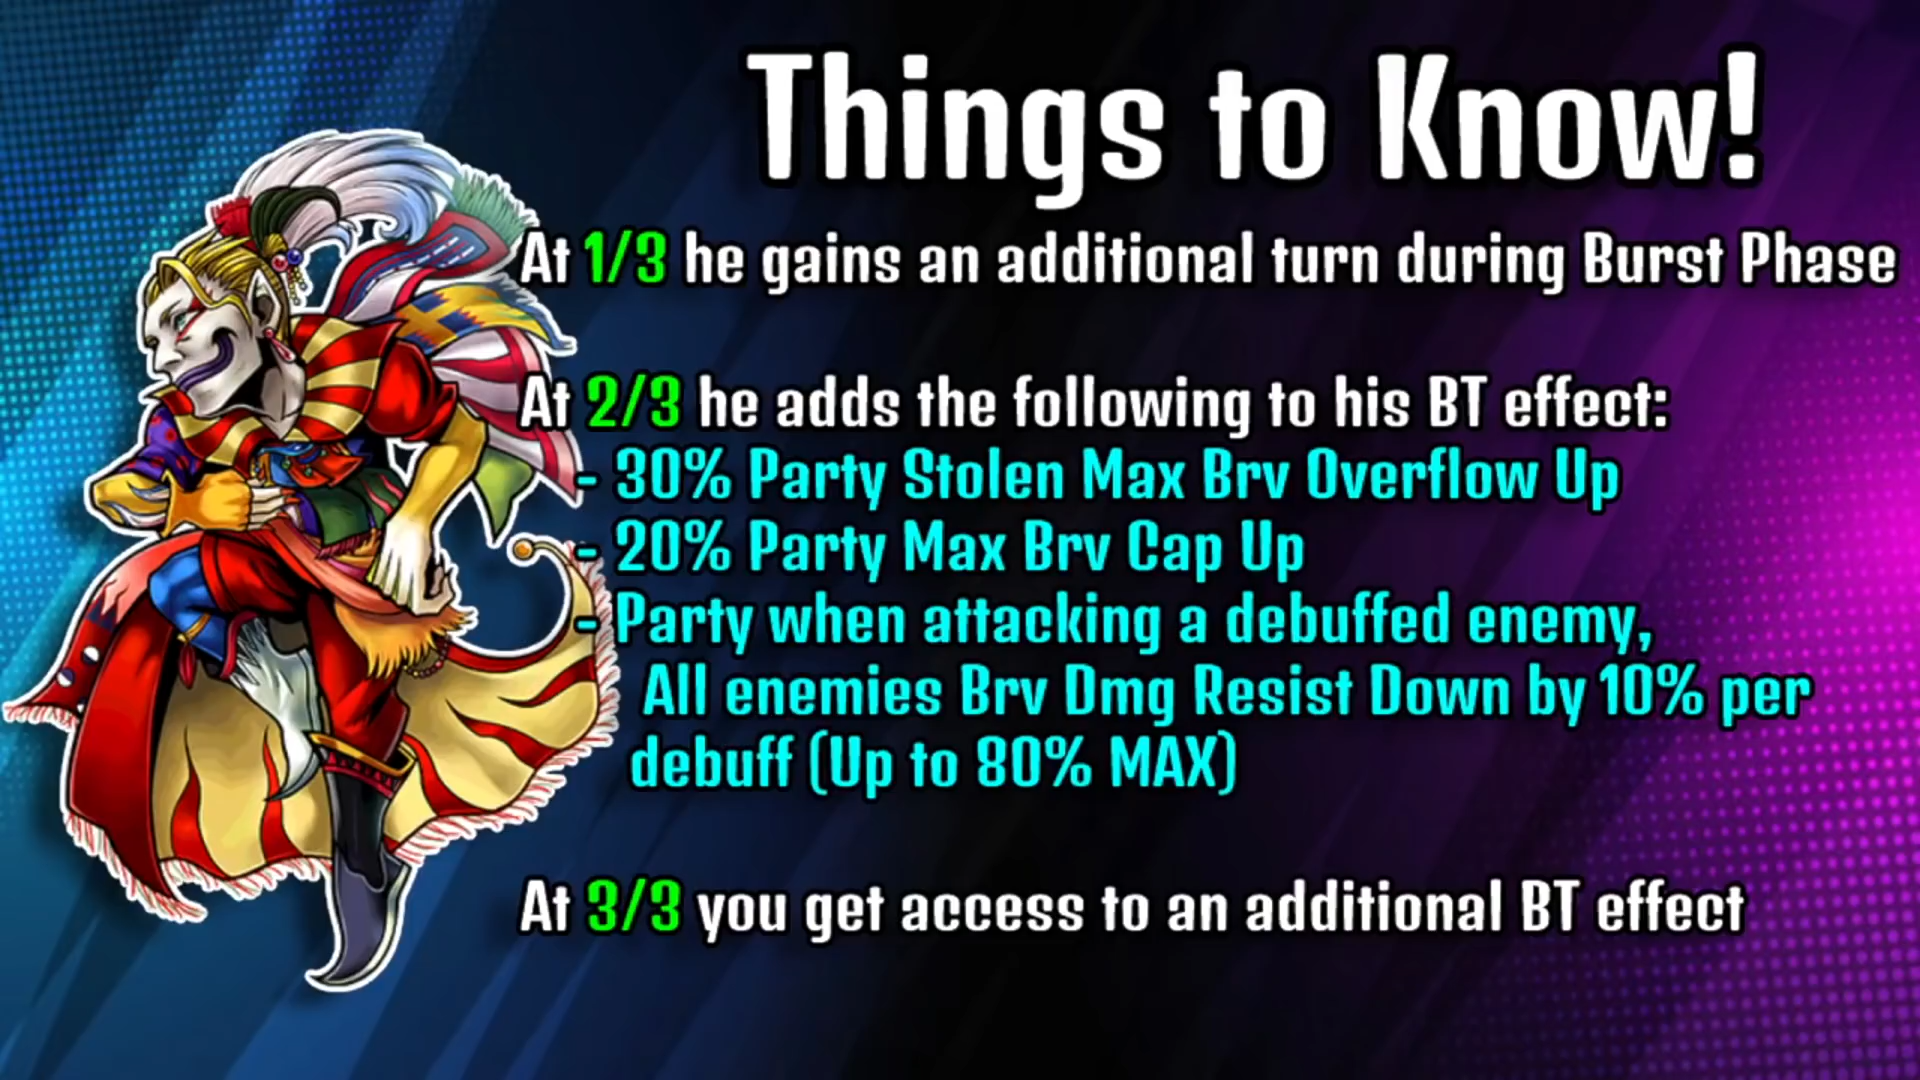 Things to Know!
At 1/3 he gains an additional turn during Burst Phase
At 2/3 he adds the following to his BT effect:
- 30% Party Stolen Max Brv Overflow Up
- 20% Party Max Brv Cap Up
- Party when attacking a debuffed enemy,
All enemies Brv Dmg Resist Down by 10% per
debuff (Up to 80% MAX)
At 3/3 you get access to an additional BT effect